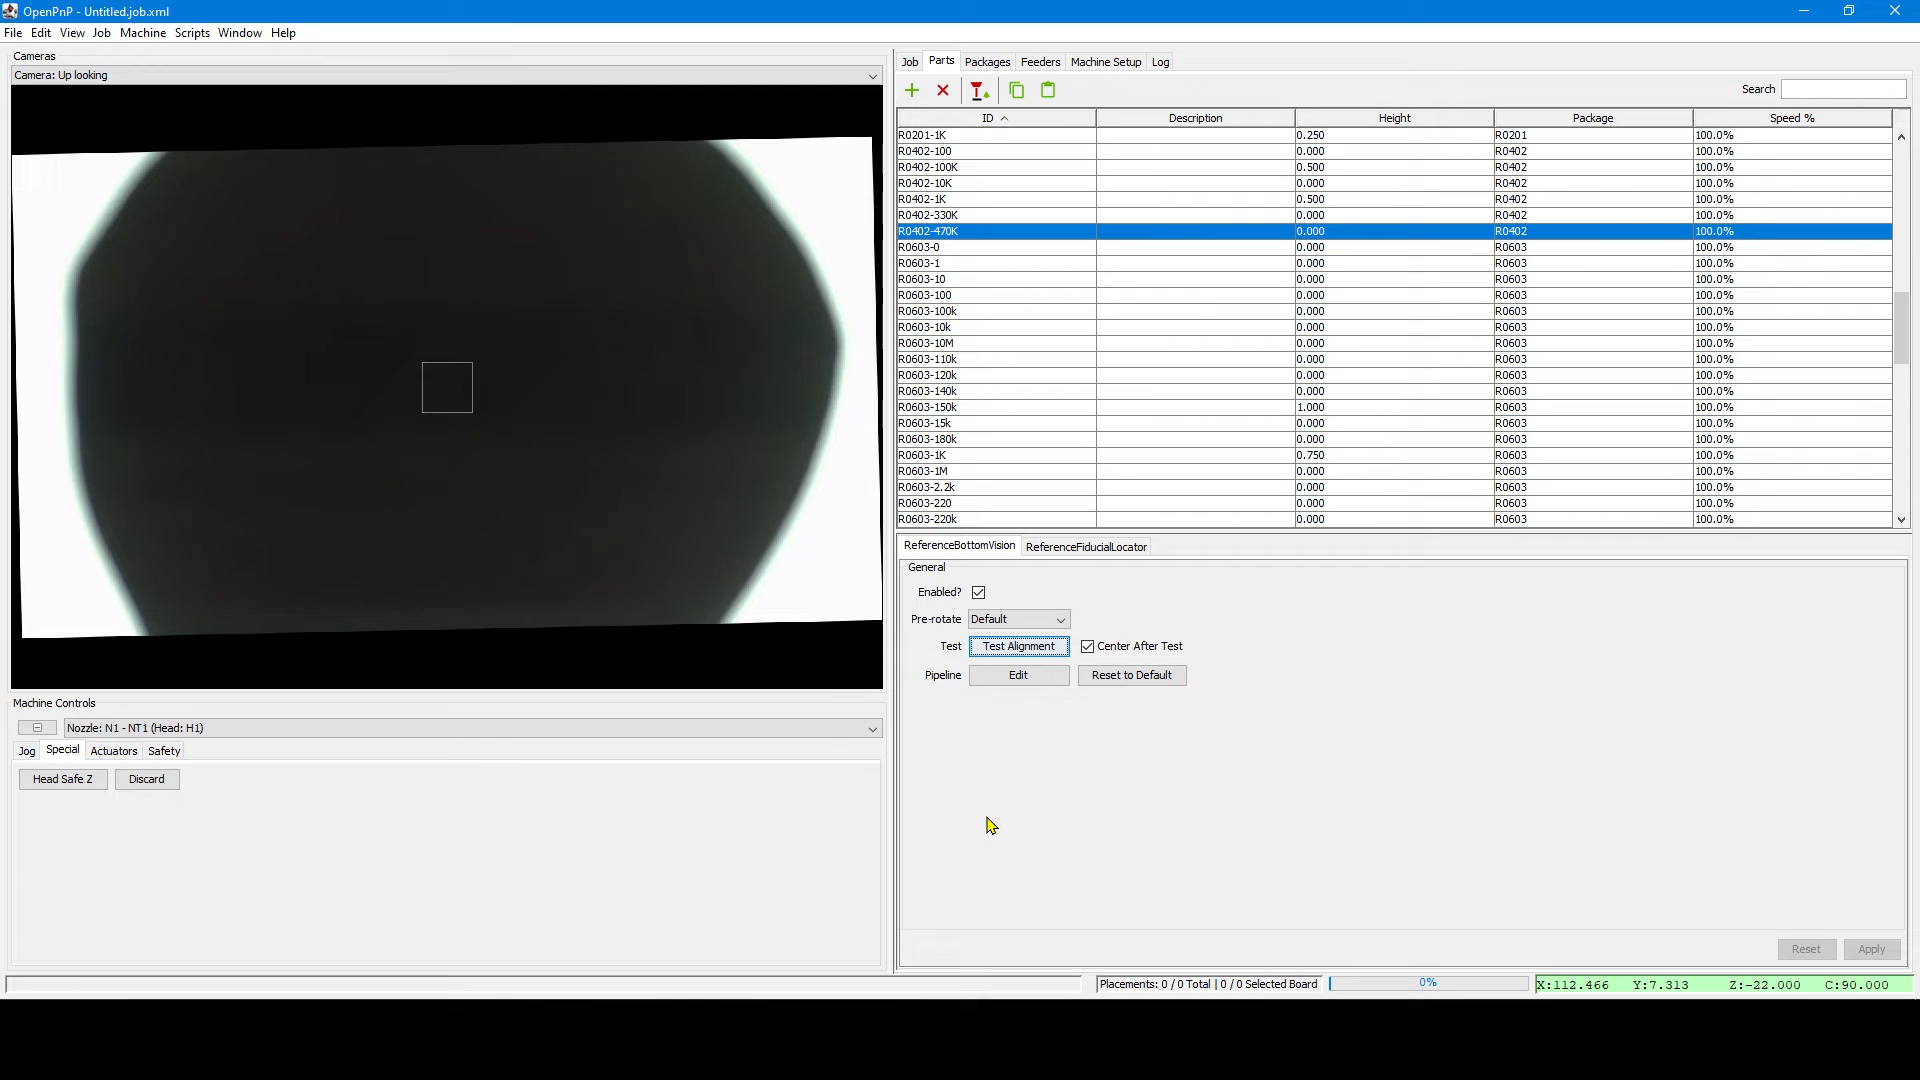 OpenPnP - Untitled.job.xml
File Edit View Job Machine Scripts Window Help
Cameras
Camera: Up looking
Machine Controls
Nozzle: N1 - NT1 (Head: H1)
Jog Special Actuators Safety
Head Safe Z Discard
Job Parts Packages Feeders Machine Setup Log
Search
ID Description Height Package Speed %
R0201-1K 0.250 R0201 100.0%
R0402-100 0.000 R0402 100.0%
R0402-100K 0.500 R0402 100.0%
R0402-10K 0.000 R0402 100.0%
R0402-1K 0.500 R0402 100.0%
R0402-330K 0.000 R0402 100.0%
R0402-470K 0.000 R0402 100.0%
R0603-0 0.000 R0603 100.0%
R0603-1 0.000 R0603 100.0%
R0603-10 0.000 R0603 100.0%
R0603-100 0.000 R0603 100.0%
R0603-100k 0.000 R0603 100.0%
R0603-10k 0.000 R0603 100.0%
R0603-10M 0.000 R0603 100.0%
R0603-110k 0.000 R0603 100.0%
R0603-120k 0.000 R0603 100.0%
R0603-140k 0.000 R0603 100.0%
R0603-150k 1.000 R0603 100.0%
R0603-15k 0.000 R0603 100.0%
R0603-180k 0.000 R0603 100.0%
R0603-1K 0.750 R0603 100.0%
R0603-1M 0.000 R0603 100.0%
R0603-2.2k 0.000 R0603 100.0%
R0603-220 0.000 R0603 100.0%
R0603-220k 0.000 R0603 100.0%
ReferenceBottomVision ReferenceFiducialLocator
General
Enabled?
Pre-rotate Default
Test Test Alignment Center After Test
Pipeline Edit Reset to Default
Reset Apply
Placements: 0 / 0 Total | 0 / 0 Selected Board 0% X:112.466 Y:7.313 Z:-22.000 C:90.000